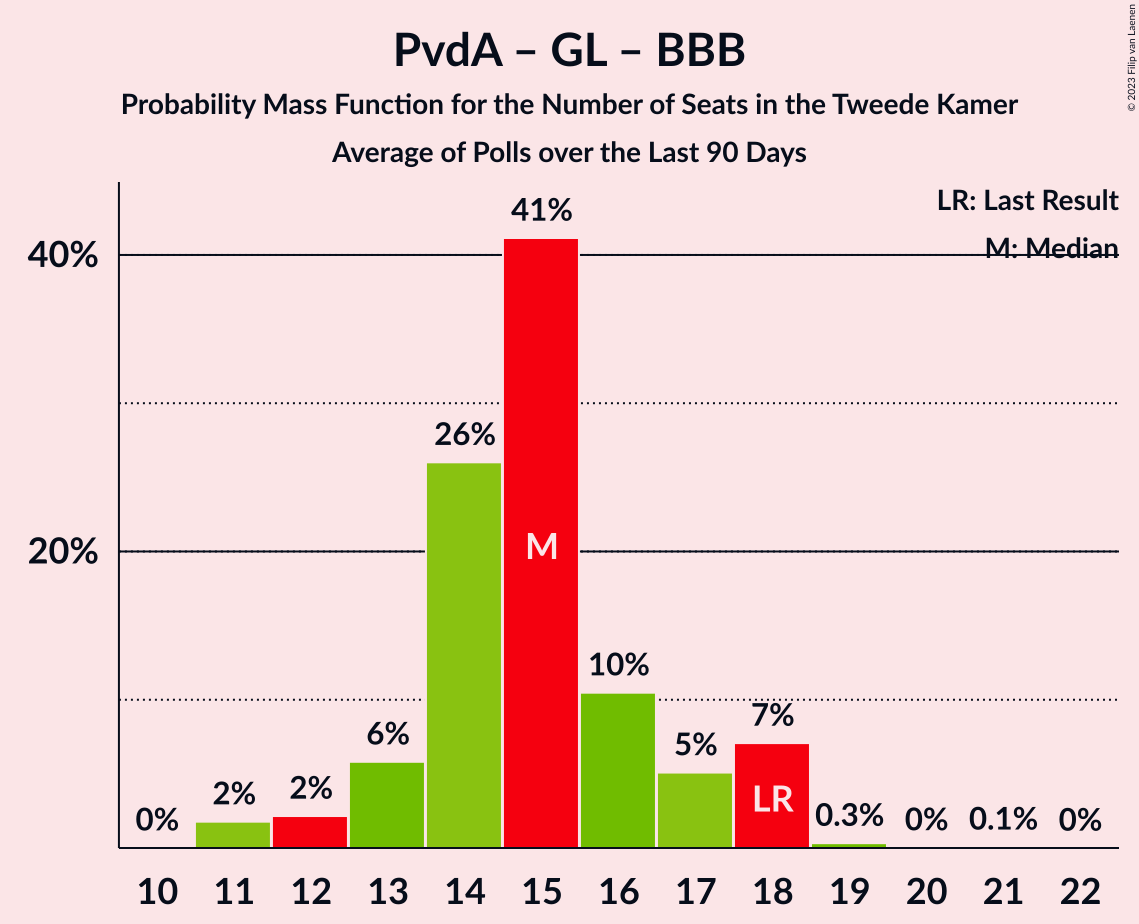 PvdA – GL – BBB
Probability Mass Function for the Number of Seats in the Tweede Kamer
Average of Polls over the Last 90 Days
© 2023 Filip van Laenen
LR: Last Result
M: Median
41%
40%
26%
M
20%
10%
7%
6%
5%
LR
2%
2%
0%
0.3%
0%
0.1%
0%
10 11 12 13 14 15 16 17 18 19 20 21 22